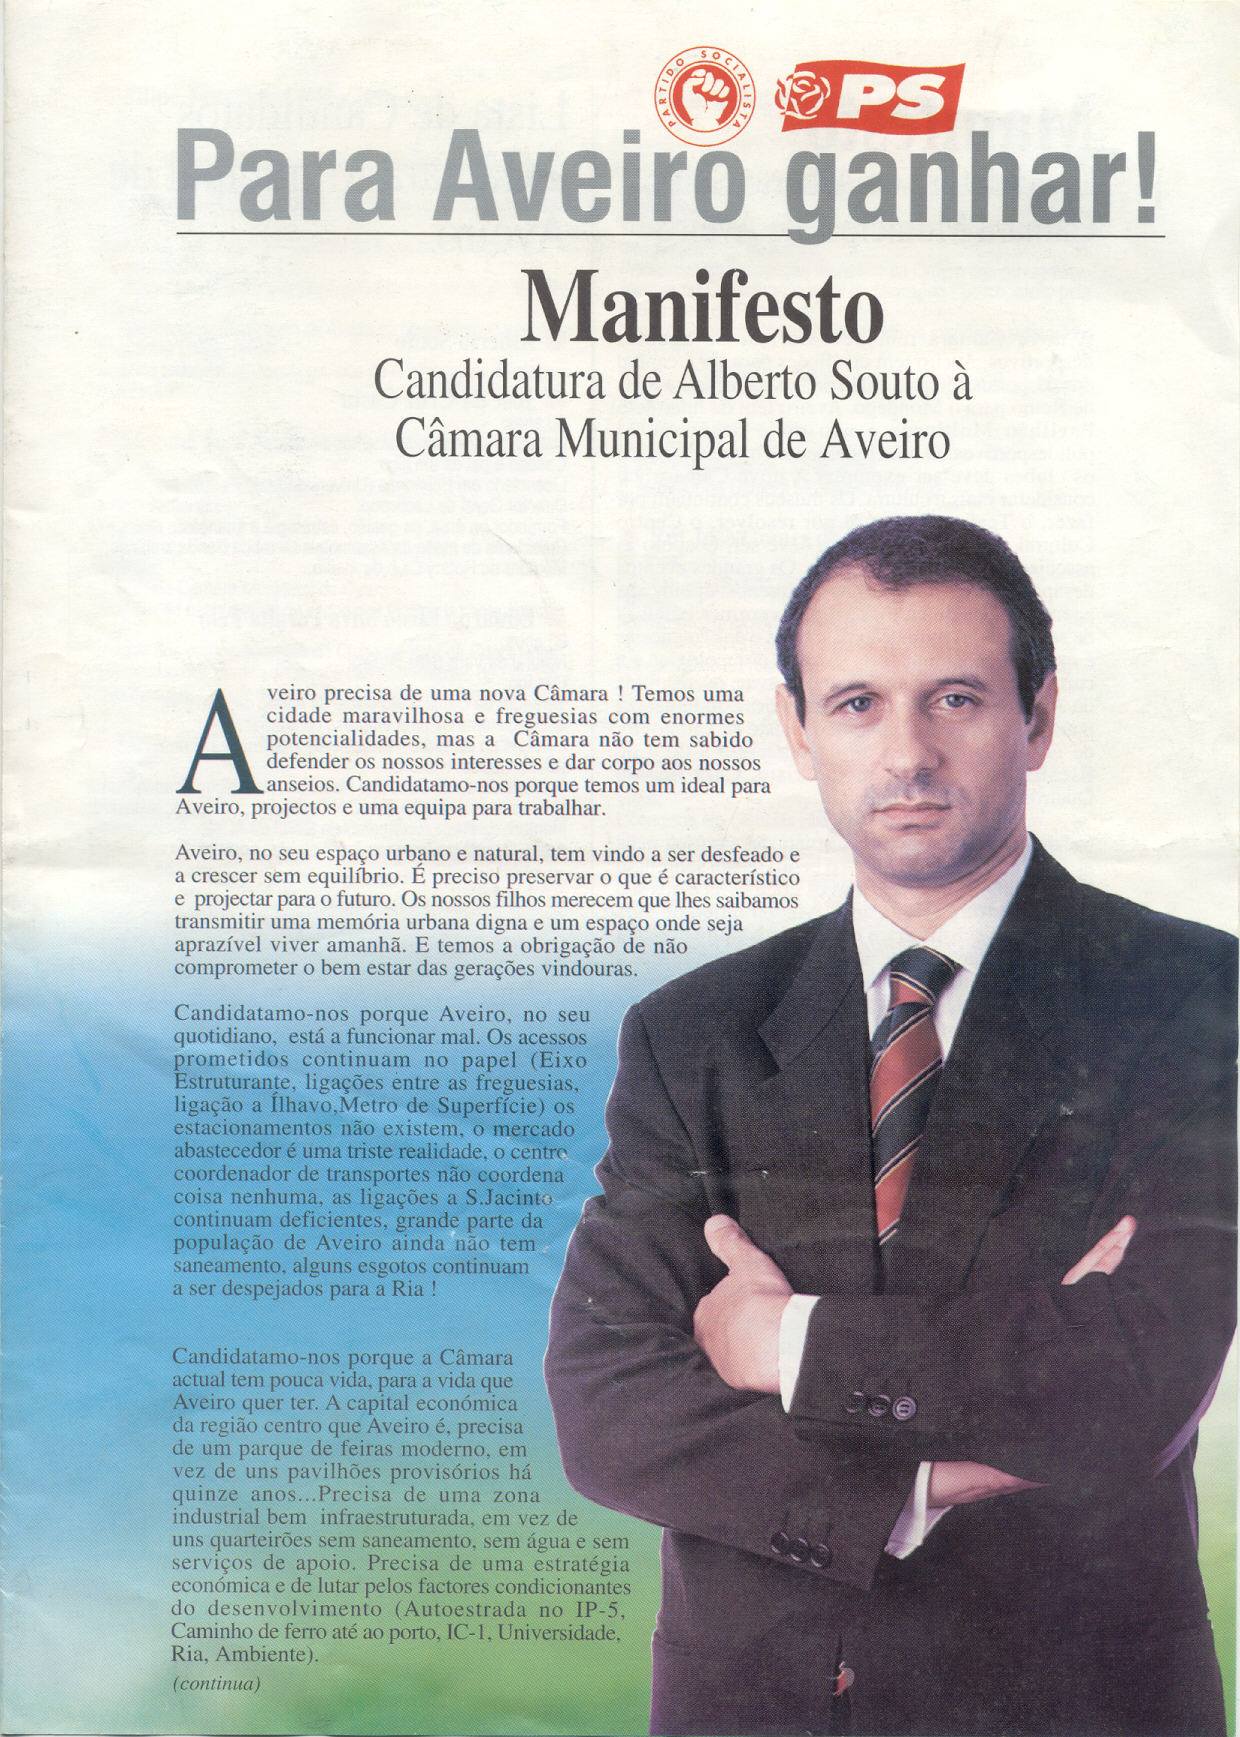 PARTIDO SOCIALISTA
PS
Para Aveiro ganhar!
Manifesto
Candidatura de Alberto Souto à
Câmara Municipal de Aveiro
Aveiro precisa de uma nova Câmara ! Temos uma
cidade maravilhosa e freguesias com enormes
potencialidades, mas a Câmara não tem sabido
defender os nossos interesses e dar corpo aos nossos
anseios. Candidatamo-nos porque temos um ideal para
Aveiro, projectos e uma equipa para trabalhar.
Aveiro, no seu espaço urbano e natural, tem vindo a ser desfeado e
a crescer sem equilíbrio. É preciso preservar o que é característico
e projectar para o futuro. Os nossos filhos merecem que lhes saibamos
transmitir uma memória urbana digna e um espaço onde seja
aprazível viver amanhã. E temos a obrigação de não
comprometer o bem estar das gerações vindouras.
Candidatamo-nos porque Aveiro, no seu
quotidiano, está a funcionar mal. Os acessos
prometidos continuam no papel (Eixo
Estruturante, ligações entre as freguesias,
ligação a Ílhavo,Metro de Superfície) os
estacionamentos não existem, o mercado
abastecedor é uma triste realidade, o centro
coordenador de transportes não coordena
coisa nenhuma, as ligações a S.Jacinto
continuam deficientes, grande parte da
população de Aveiro ainda não tem
saneamento, alguns esgotos continuam
a ser despejados para a Ria !
Candidatamo-nos porque a Câmara
actual tem pouca vida, para a vida que
Aveiro quer ter. A capital económica
da região centro que Aveiro é, precisa
de um parque de feiras moderno, em
vez de uns pavilhões provisórios há
quinze anos...Precisa de uma zona
industrial bem infraestruturada, em vez de
uns quarteirões sem saneamento, sem água e sem
serviços de apoio. Precisa de uma estratégia
económica e de lutar pelos factores condicionantes
do desenvolvimento (Autoestrada no IP-5,
Caminho de ferro até ao porto, IC-1, Universidade,
Ria, Ambiente).
(continua)